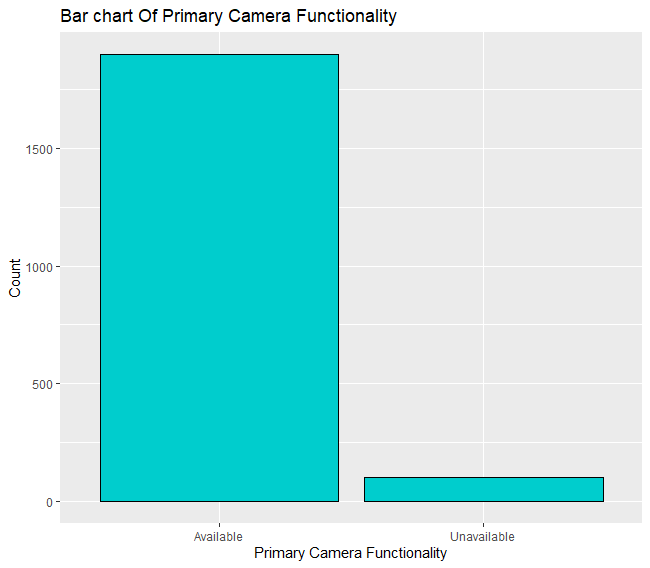 Bar chart Of Primary Camera Functionality
Count
1500
1000
500
0
Available
Unavailable
Primary Camera Functionality